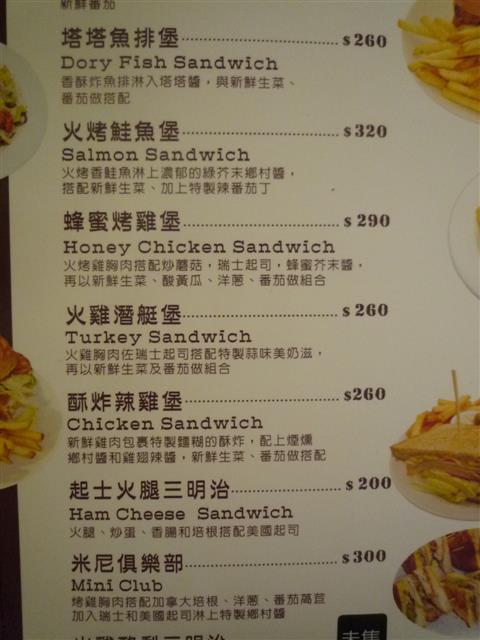 新鮮番茄
塔塔魚排堡 $260
Dory Fish Sandwich
香酥炸魚排淋入塔塔醬，與新鮮生菜、
番茄做搭配
火烤鮭魚堡 $320
Salmon Sandwich
火烤香鮭魚淋上濃郁的綠芥末鄉村醬，
搭配新鮮生菜、加上特製辣番茄丁
蜂蜜烤雞堡 $290
Honey Chicken Sandwich
火烤雞胸肉搭配炒蘑菇，瑞士起司，蜂蜜芥末醬，
再以新鮮生菜、酸黃瓜、洋蔥、番茄做組合
火雞潛艇堡 $260
Turkey Sandwich
火雞胸肉佐瑞士起司搭配特製蒜味美奶滋，
再以新鮮生菜及番茄做組合
酥炸辣雞堡 $260
Chicken Sandwich
新鮮雞肉包裹特製麵糊的酥炸，配上煙燻
鄉村醬和雞翅辣醬，新鮮生菜、番茄做搭配
起士火腿三明治 $200
Ham Cheese Sandwich
火腿、炒蛋、香腸和培根搭配美國起司
米尼俱樂部 $300
Mini Club
烤雞胸肉搭配加拿大培根、洋蔥、番茄萵苣
加入瑞士和美國起司淋上特製鄉村醬